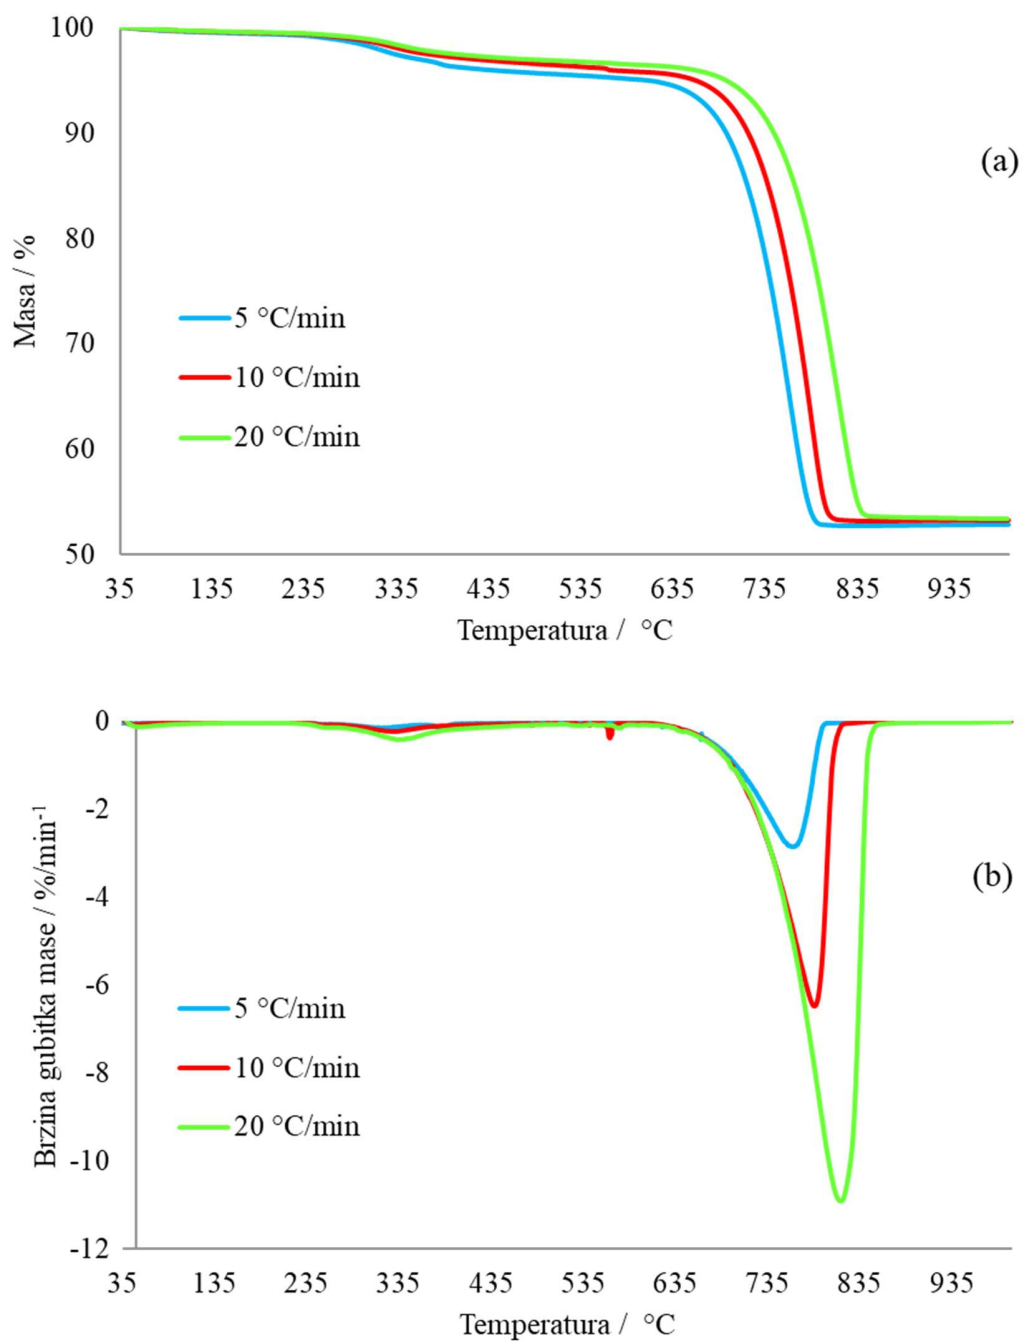 100
90
80
70
60
50
Masa / %
(a)
5 °C/min
10 °C/min
20 °C/min
35 135 235 335 435 535 635 735 835 935
Temperatura / °C
0
-2
-4
-6
-8
-10
-12
Brzina gubitka mase / %/min⁻¹
(b)
5 °C/min
10 °C/min
20 °C/min
35 135 235 335 435 535 635 735 835 935
Temperatura / °C